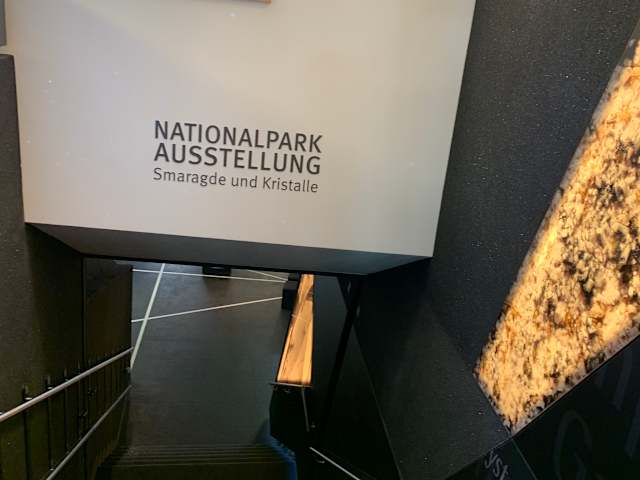 NATIONALPARK
AUSSTELLUNG
Smaragde und Kristalle